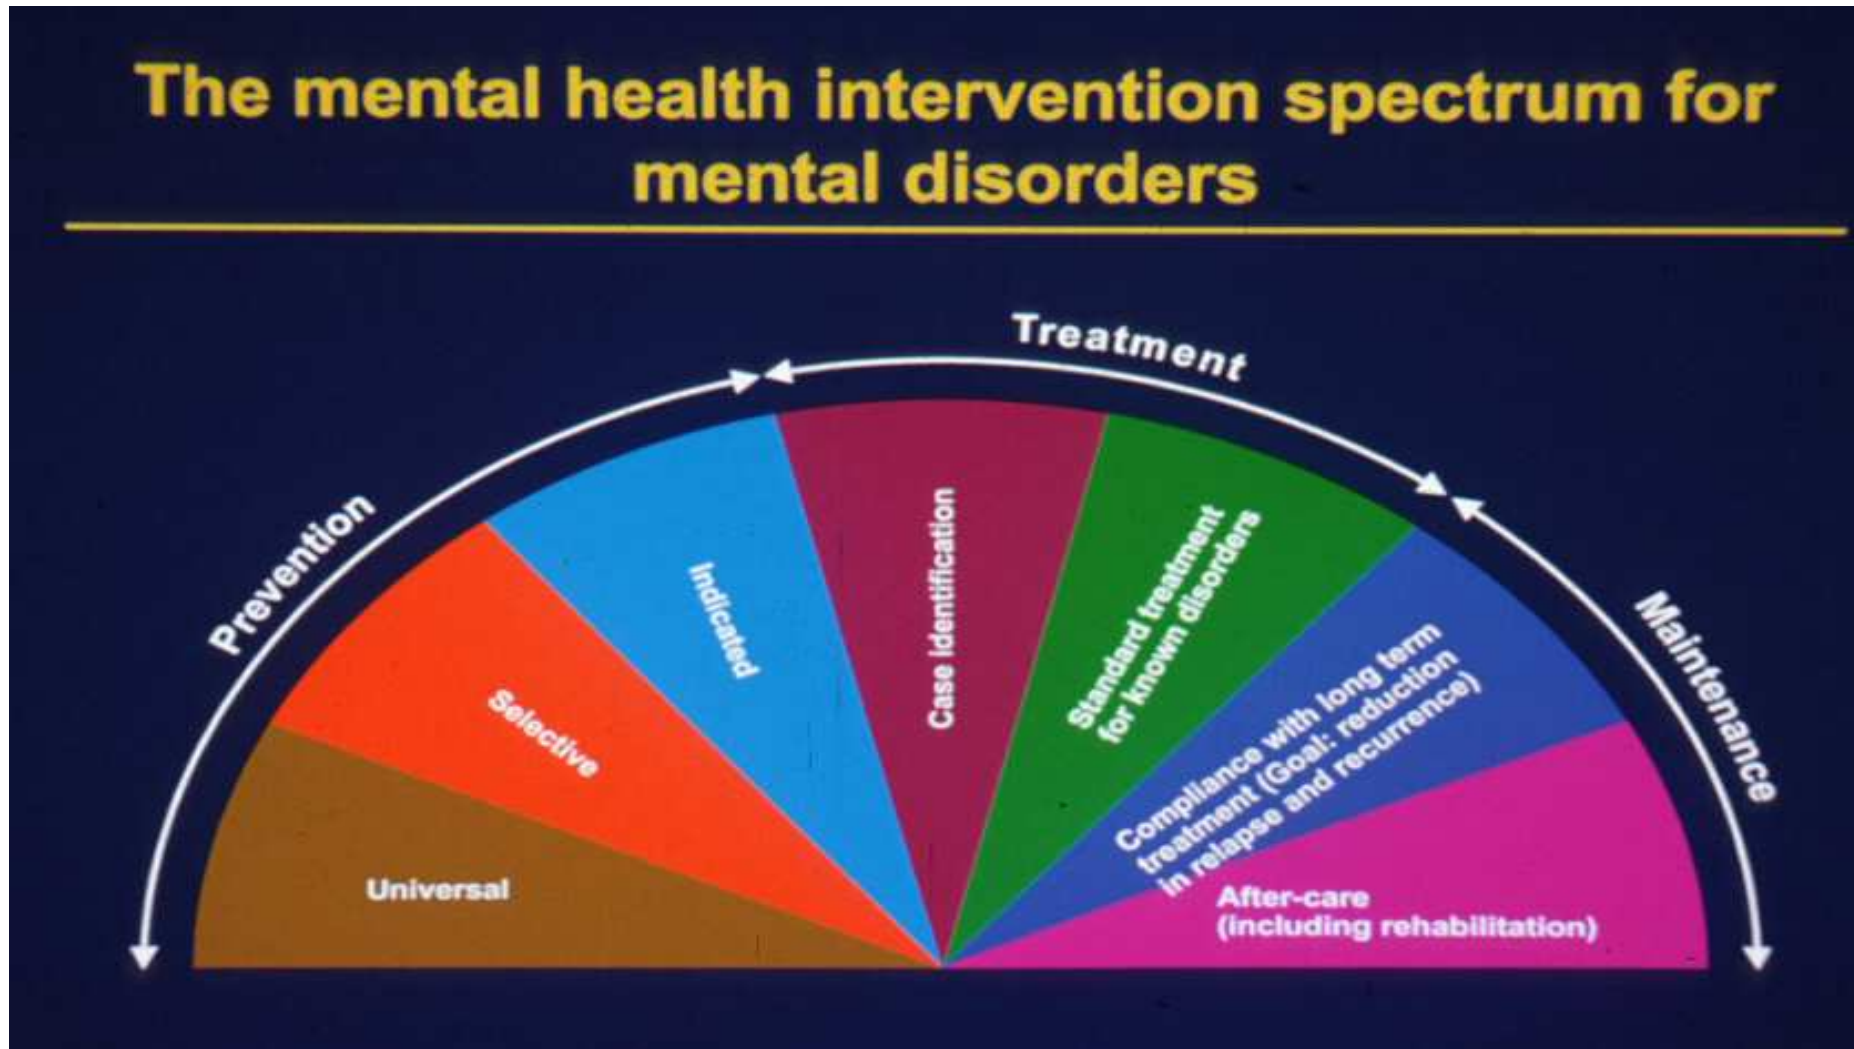 The mental health intervention spectrum for
mental disorders
Prevention
Treatment
Maintenance
Universal
Selective
Indicated
Case Identification
Standard treatment
for known disorders
Compliance with long term
treatment (Goal: reduction
in relapse and recurrence)
After-care
(including rehabilitation)